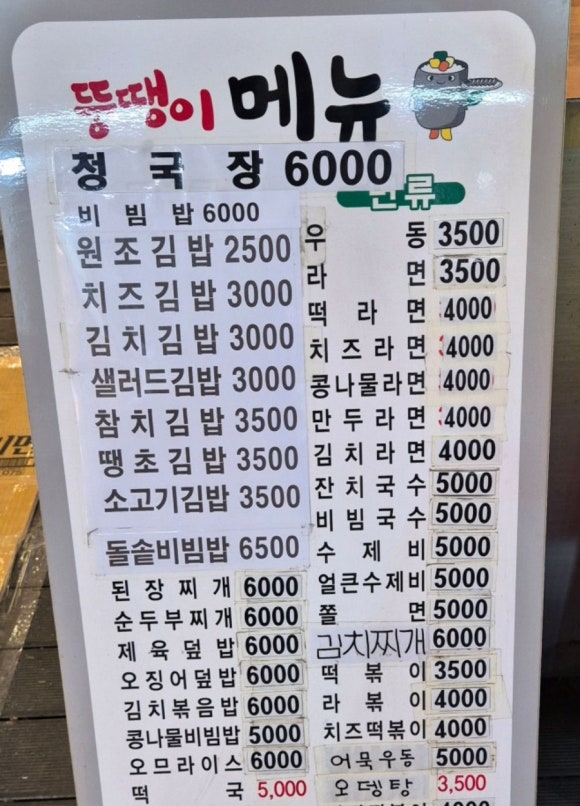 뚱땡이 메뉴
청국장 6000
면류
비빔밥 6000
원조김밥 2500
치즈김밥 3000
김치김밥 3000
샐러드김밥 3000
참치김밥 3500
땡초김밥 3500
소고기김밥 3500
돌솥비빔밥 6500
된장찌개 6000
순두부찌개 6000
제육덮밥 6000
오징어덮밥 6000
김치볶음밥 6000
콩나물비빔밥 5000
오므라이스 6000
떡국 5,000
우동 3500
라면 3500
떡라면 4000
치즈라면 4000
콩나물라면 4000
만두라면 4000
김치라면 4000
잔치국수 5000
비빔국수 5000
수제비 5000
얼큰수제비 5000
쫄면 5000
김치찌개 6000
떡볶이 3500
라볶이 4000
치즈떡볶이 4000
어묵우동 5000
오뎅탕 3,500